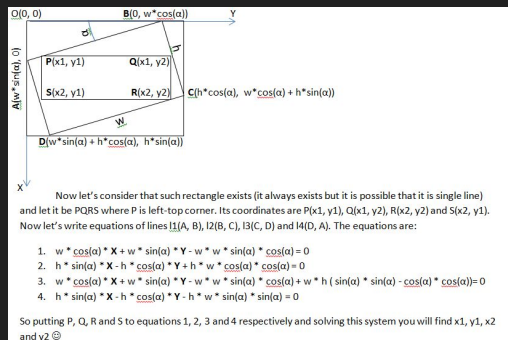 O(0, 0)
B(0, w*cos(α))
Y
α
h
A(w*sin(α), 0)
P(x1, y1)
Q(x1, y2)
S(x2, y1)
R(x2, y2)
C(h*cos(α), w*cos(α) + h*sin(α))
w
D(w*sin(α) + h*cos(α), h*sin(α))
X
Now let's consider that such rectangle exists (it always exists but it is possible that it is single line)
and let it be PQRS where P is left-top corner. Its coordinates are P(x1, y1), Q(x1, y2), R(x2, y2) and S(x2, y1).
Now let's write equations of lines l1(A, B), l2(B, C), l3(C, D) and l4(D, A). The equations are:
1. w * cos(α) * X + w * sin(α) * Y - w * w * sin(α) * cos(α) = 0
2. h * sin(α) * X - h * cos(α) * Y + h * w * cos(α) * cos(α) = 0
3. w * cos(α) * X + w * sin(α) * Y - w * w * sin(α) * cos(α) + w * h ( sin(α) * sin(α) - cos(α) * cos(α))= 0
4. h * sin(α) * X - h * cos(α) * Y - h * w * sin(α) * sin(α) = 0
So putting P, Q, R and S to equations 1, 2, 3 and 4 respectively and solving this system you will find x1, y1, x2
and y2 ☺